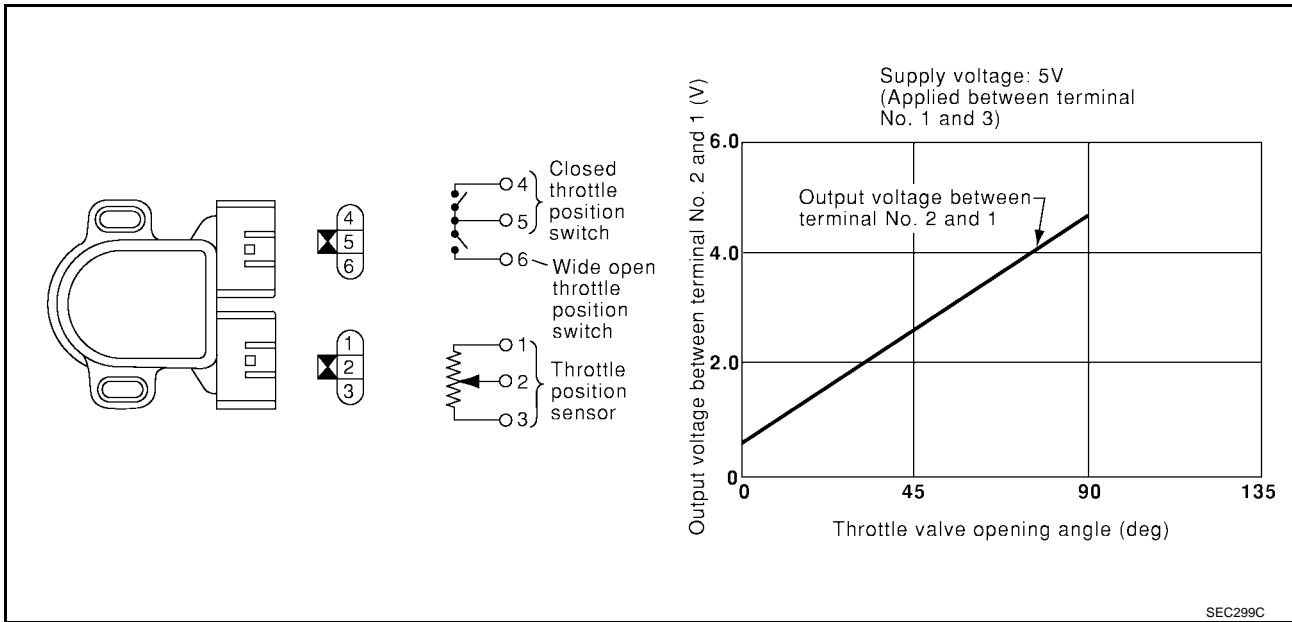 4
5
6
1
2
3
4
5
6
Closed
throttle
position
switch
Wide open
throttle
position
switch
1
2
3
Throttle
position
sensor
Supply voltage: 5V
(Applied between terminal
No. 1 and 3)
Output voltage between terminal No. 2 and 1 (V)
6.0
4.0
2.0
0
Output voltage between
terminal No. 2 and 1
0 45 90 135
Throttle valve opening angle (deg)
SEC299C